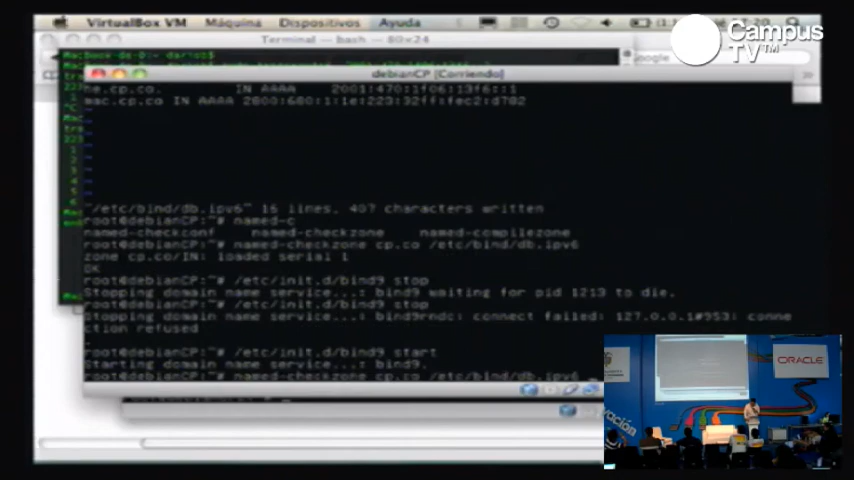 VirtualBox VM Máquina Dispositivos Ayuda
Campus
TV™
Terminal — bash — 80×24
Google
debianCP [Corriendo]
he.cp.co. IN AAAA 2001:470:1f06:13f6::1
mac.cp.co IN AAAA 2800:680:1:1e:223:32ff:fec2:d782
~
~
~
~
~
~
~
"/etc/bind/db.ipv6" 16 lines, 407 characters written
root@debianCP:~# named-c
named-checkconf named-checkzone named-compilezone
root@debianCP:~# named-checkzone cp.co /etc/bind/db.ipv6
zone cp.co/IN: loaded serial 1
OK
root@debianCP:~# /etc/init.d/bind9 stop
Stopping domain name service...: bind9 waiting for pid 1213 to die.
root@debianCP:~# /etc/init.d/bind9 stop
Stopping domain name service...: bind9rndc: connect failed: 127.0.0.1#953: conne
ction refused
.
root@debianCP:~# /etc/init.d/bind9 start
Starting domain name service...: bind9.
root@debianCP:~# named-checkzone cp.co /etc/bind/db.ipv6
ORACLE